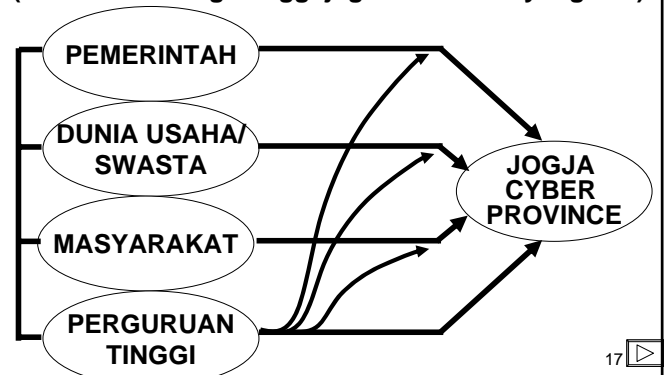 PEMERINTAH
DUNIA USAHA/
SWASTA
MASYARAKAT
PERGURUAN
TINGGI
JOGJA
CYBER
PROVINCE
17